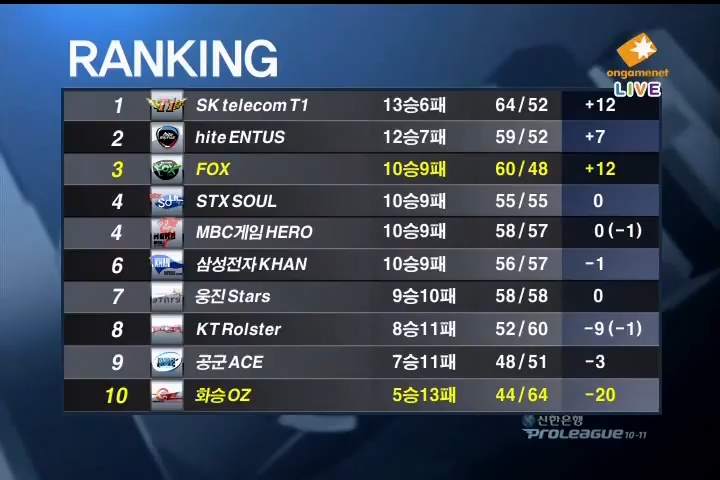 RANKING
ongamenet
LIVE
1 SK telecom T1 13승6패 64/52 +12
2 hite ENTUS 12승7패 59/52 +7
3 FOX 10승9패 60/48 +12
4 STX SOUL 10승9패 55/55 0
4 MBC게임 HERO 10승9패 58/57 0 (-1)
6 삼성전자 KHAN 10승9패 56/57 -1
7 웅진 Stars 9승10패 58/58 0
8 KT Rolster 8승11패 52/60 -9 (-1)
9 공군 ACE 7승11패 48/51 -3
10 화승 OZ 5승13패 44/64 -20
신한은행
PROLEAGUE 10-11